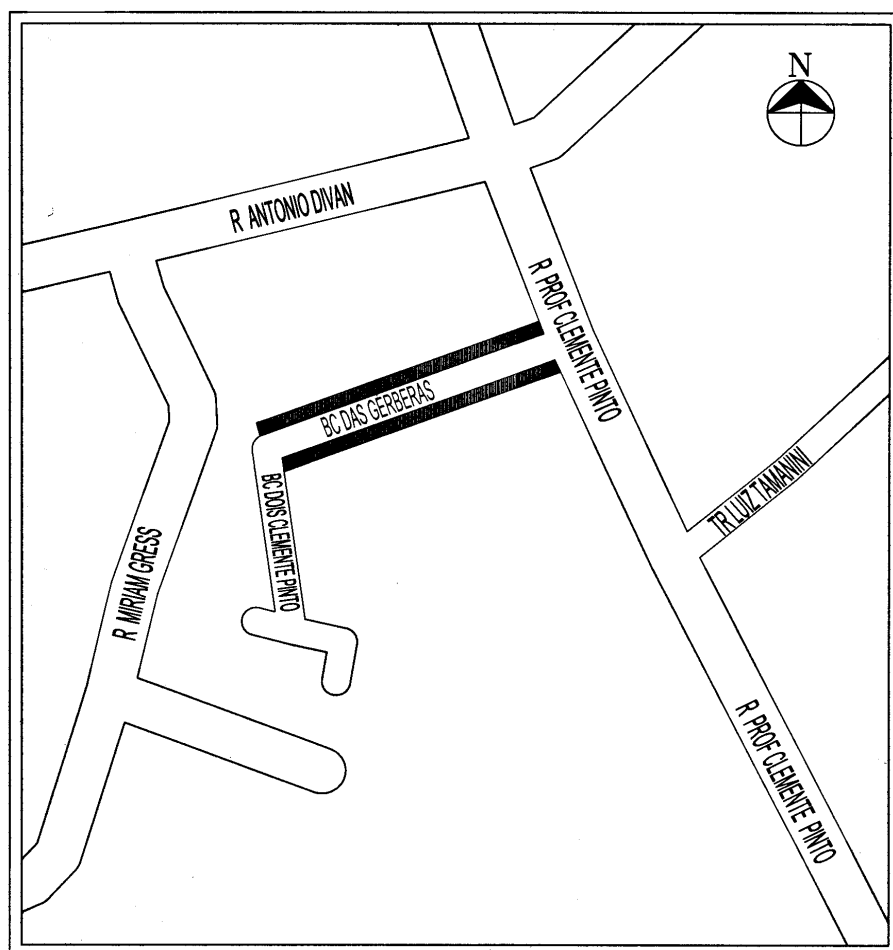 N
R ANTONIO DIVAN
R PROF CLEMENTE PINTO
BC DAS GERBERAS
TR LUIZ TAMANINI
BC DOIS CLEMENTE PINTO
R MIRIAM GRESS
R PROF CLEMENTE PINTO